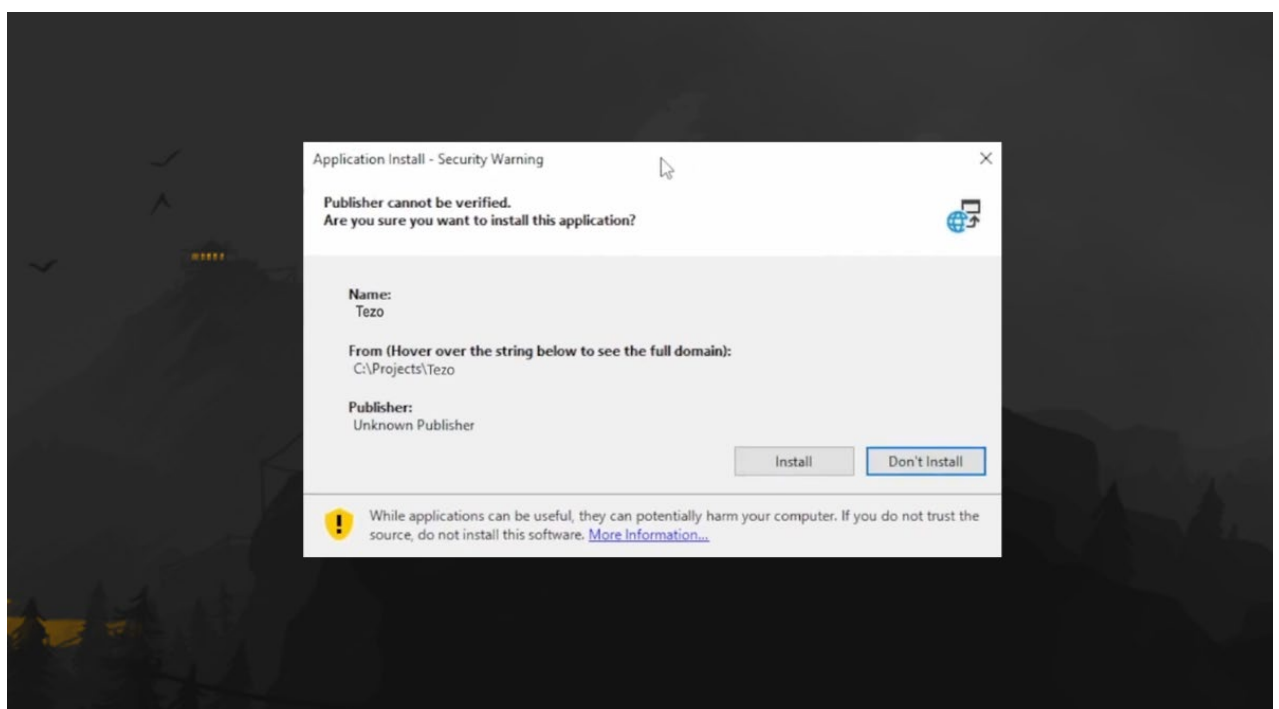 Application Install - Security Warning
Publisher cannot be verified.
Are you sure you want to install this application?
Name:
Tezo
From (Hover over the string below to see the full domain):
C:\Projects\Tezo
Publisher:
Unknown Publisher
Install
Don't Install
While applications can be useful, they can potentially harm your computer. If you do not trust the
source, do not install this software. More Information...